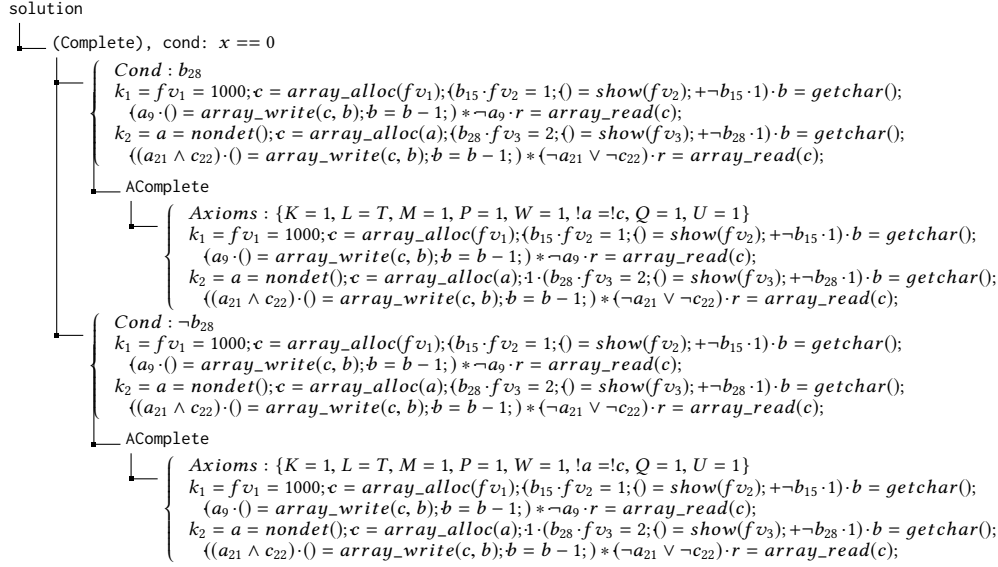 solution
(Complete), cond: x == 0
Cond : b₂₈
k₁ = fv₁ = 1000;·c = array_alloc(fv₁);·(b₁₅·fv₂ = 1;·() = show(fv₂); +¬b₁₅·1)·b = getchar();
·(a₉·() = array_write(c, b);·b = b − 1; ) ∗ ¬a₉·r = array_read(c);
k₂ = a = nondet();·c = array_alloc(a);·(b₂₈·fv₃ = 2;·() = show(fv₃); +¬b₂₈·1)·b = getchar();
·((a₂₁ ∧ c₂₂)·() = array_write(c, b);·b = b − 1; ) ∗ (¬a₂₁ ∨ ¬c₂₂)·r = array_read(c);
AComplete
Axioms : {K = 1, L = T, M = 1, P = 1, W = 1, !a =!c, Q = 1, U = 1}
k₁ = fv₁ = 1000;·c = array_alloc(fv₁);·(b₁₅·fv₂ = 1;·() = show(fv₂); +¬b₁₅·1)·b = getchar();
·(a₉·() = array_write(c, b);·b = b − 1; ) ∗ ¬a₉·r = array_read(c);
k₂ = a = nondet();·c = array_alloc(a);·1·(b₂₈·fv₃ = 2;·() = show(fv₃); +¬b₂₈·1)·b = getchar();
·((a₂₁ ∧ c₂₂)·() = array_write(c, b);·b = b − 1; ) ∗ (¬a₂₁ ∨ ¬c₂₂)·r = array_read(c);
Cond : ¬b₂₈
k₁ = fv₁ = 1000;·c = array_alloc(fv₁);·(b₁₅·fv₂ = 1;·() = show(fv₂); +¬b₁₅·1)·b = getchar();
·(a₉·() = array_write(c, b);·b = b − 1; ) ∗ ¬a₉·r = array_read(c);
k₂ = a = nondet();·c = array_alloc(a);·(b₂₈·fv₃ = 2;·() = show(fv₃); +¬b₂₈·1)·b = getchar();
·((a₂₁ ∧ c₂₂)·() = array_write(c, b);·b = b − 1; ) ∗ (¬a₂₁ ∨ ¬c₂₂)·r = array_read(c);
AComplete
Axioms : {K = 1, L = T, M = 1, P = 1, W = 1, !a =!c, Q = 1, U = 1}
k₁ = fv₁ = 1000;·c = array_alloc(fv₁);·(b₁₅·fv₂ = 1;·() = show(fv₂); +¬b₁₅·1)·b = getchar();
·(a₉·() = array_write(c, b);·b = b − 1; ) ∗ ¬a₉·r = array_read(c);
k₂ = a = nondet();·c = array_alloc(a);·1·(b₂₈·fv₃ = 2;·() = show(fv₃); +¬b₂₈·1)·b = getchar();
·((a₂₁ ∧ c₂₂)·() = array_write(c, b);·b = b − 1; ) ∗ (¬a₂₁ ∨ ¬c₂₂)·r = array_read(c);